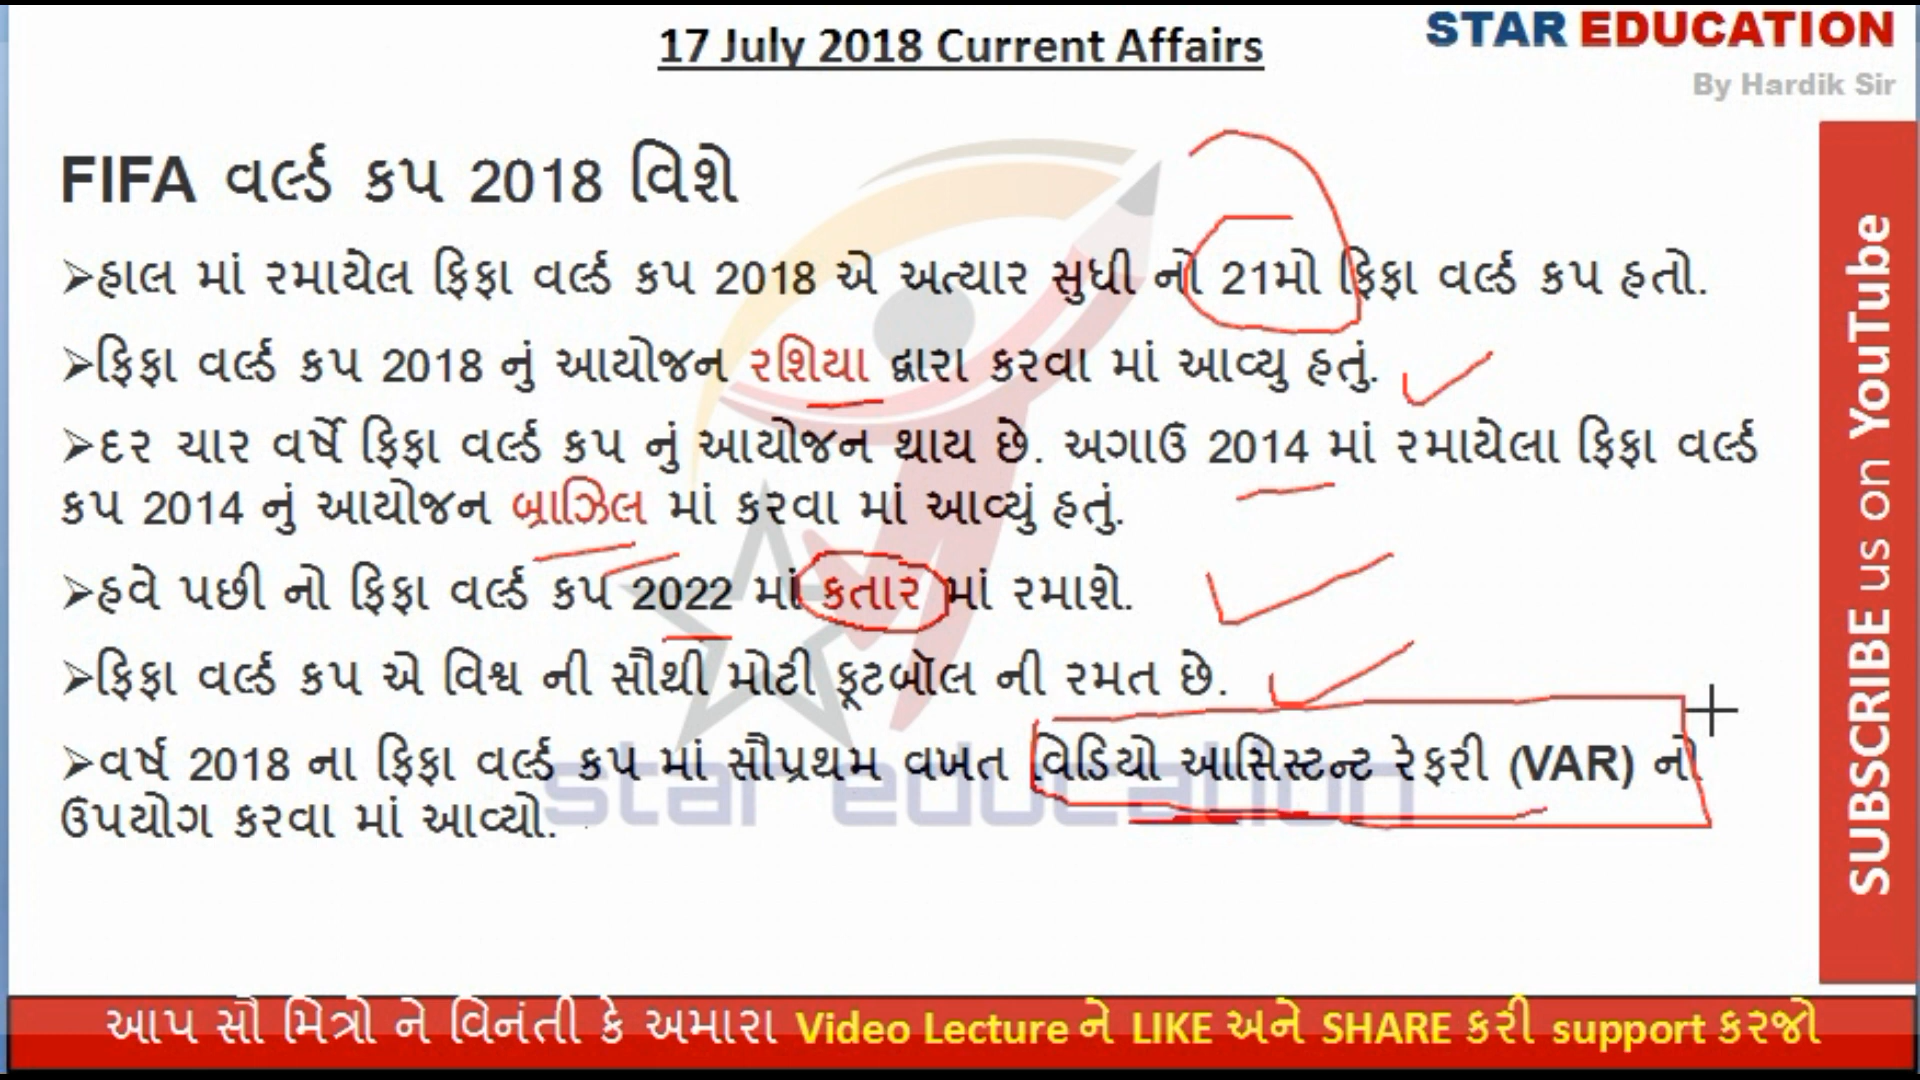 17 July 2018 Current Affairs
STAR EDUCATION
By Hardik Sir
FIFA વર્લ્ડ કપ 2018 વિશે
➢હાલ માં રમાયેલ ફિફા વર્લ્ડ કપ 2018 એ અત્યાર સુધી નો 21મો ફિફા વર્લ્ડ કપ હતો.
➢ફિફા વર્લ્ડ કપ 2018 નું આયોજન રશિયા દ્વારા કરવા માં આવ્યુ હતું.
➢દર ચાર વર્ષે ફિફા વર્લ્ડ કપ નું આયોજન થાય છે. અગાઉ 2014 માં રમાયેલા ફિફા વર્લ્ડ
કપ 2014 નું આયોજન બ્રાઝિલ માં કરવા માં આવ્યું હતું.
➢હવે પછી નો ફિફા વર્લ્ડ કપ 2022 માં કતાર માં રમાશે.
➢ફિફા વર્લ્ડ કપ એ વિશ્વ ની સૌથી મોટી ફૂટબૉલ ની રમત છે.
➢વર્ષ 2018 ના ફિફા વર્લ્ડ કપ માં સૌપ્રથમ વખત વિડિયો આસિસ્ટન્ટ રેફરી (VAR) નો
ઉપયોગ કરવા માં આવ્યો.
star education
SUBSCRIBE us on YouTube
આપ સૌ મિત્રો ને વિનંતી કે અમારા Video Lecture ને LIKE અને SHARE કરી support કરજો